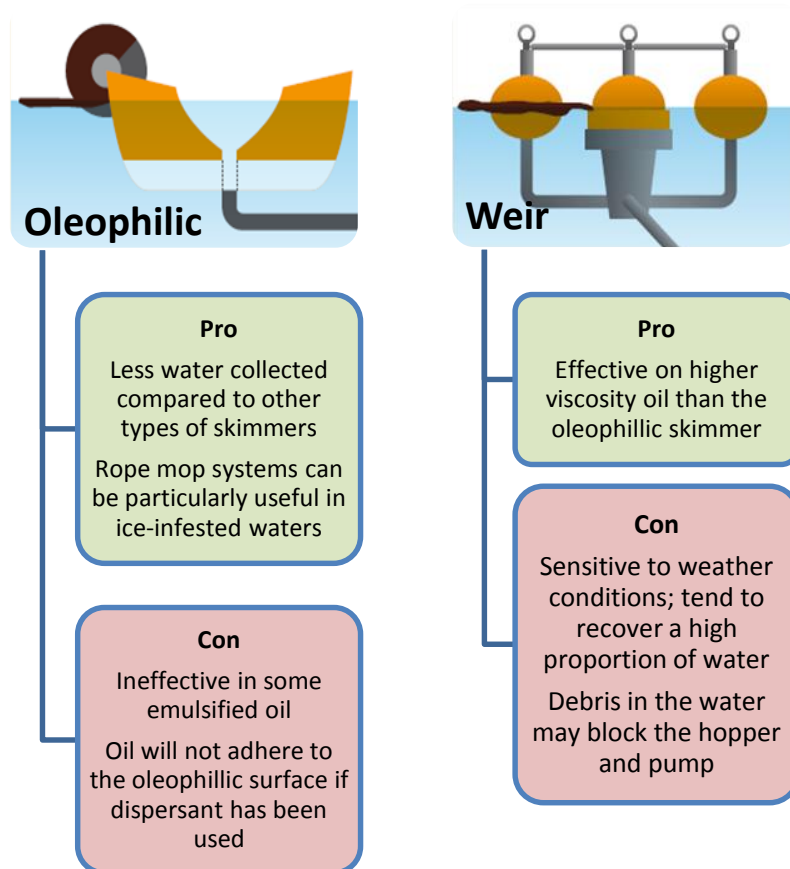 Oleophilic
Pro
Less water collected
compared to other
types of skimmers
Rope mop systems can
be particularly useful in
ice-infested waters
Con
Ineffective in some
emulsified oil
Oil will not adhere to
the oleophillic surface if
dispersant has been
used
Weir
Pro
Effective on higher
viscosity oil than the
oleophillic skimmer
Con
Sensitive to weather
conditions; tend to
recover a high
proportion of water
Debris in the water
may block the hopper
and pump